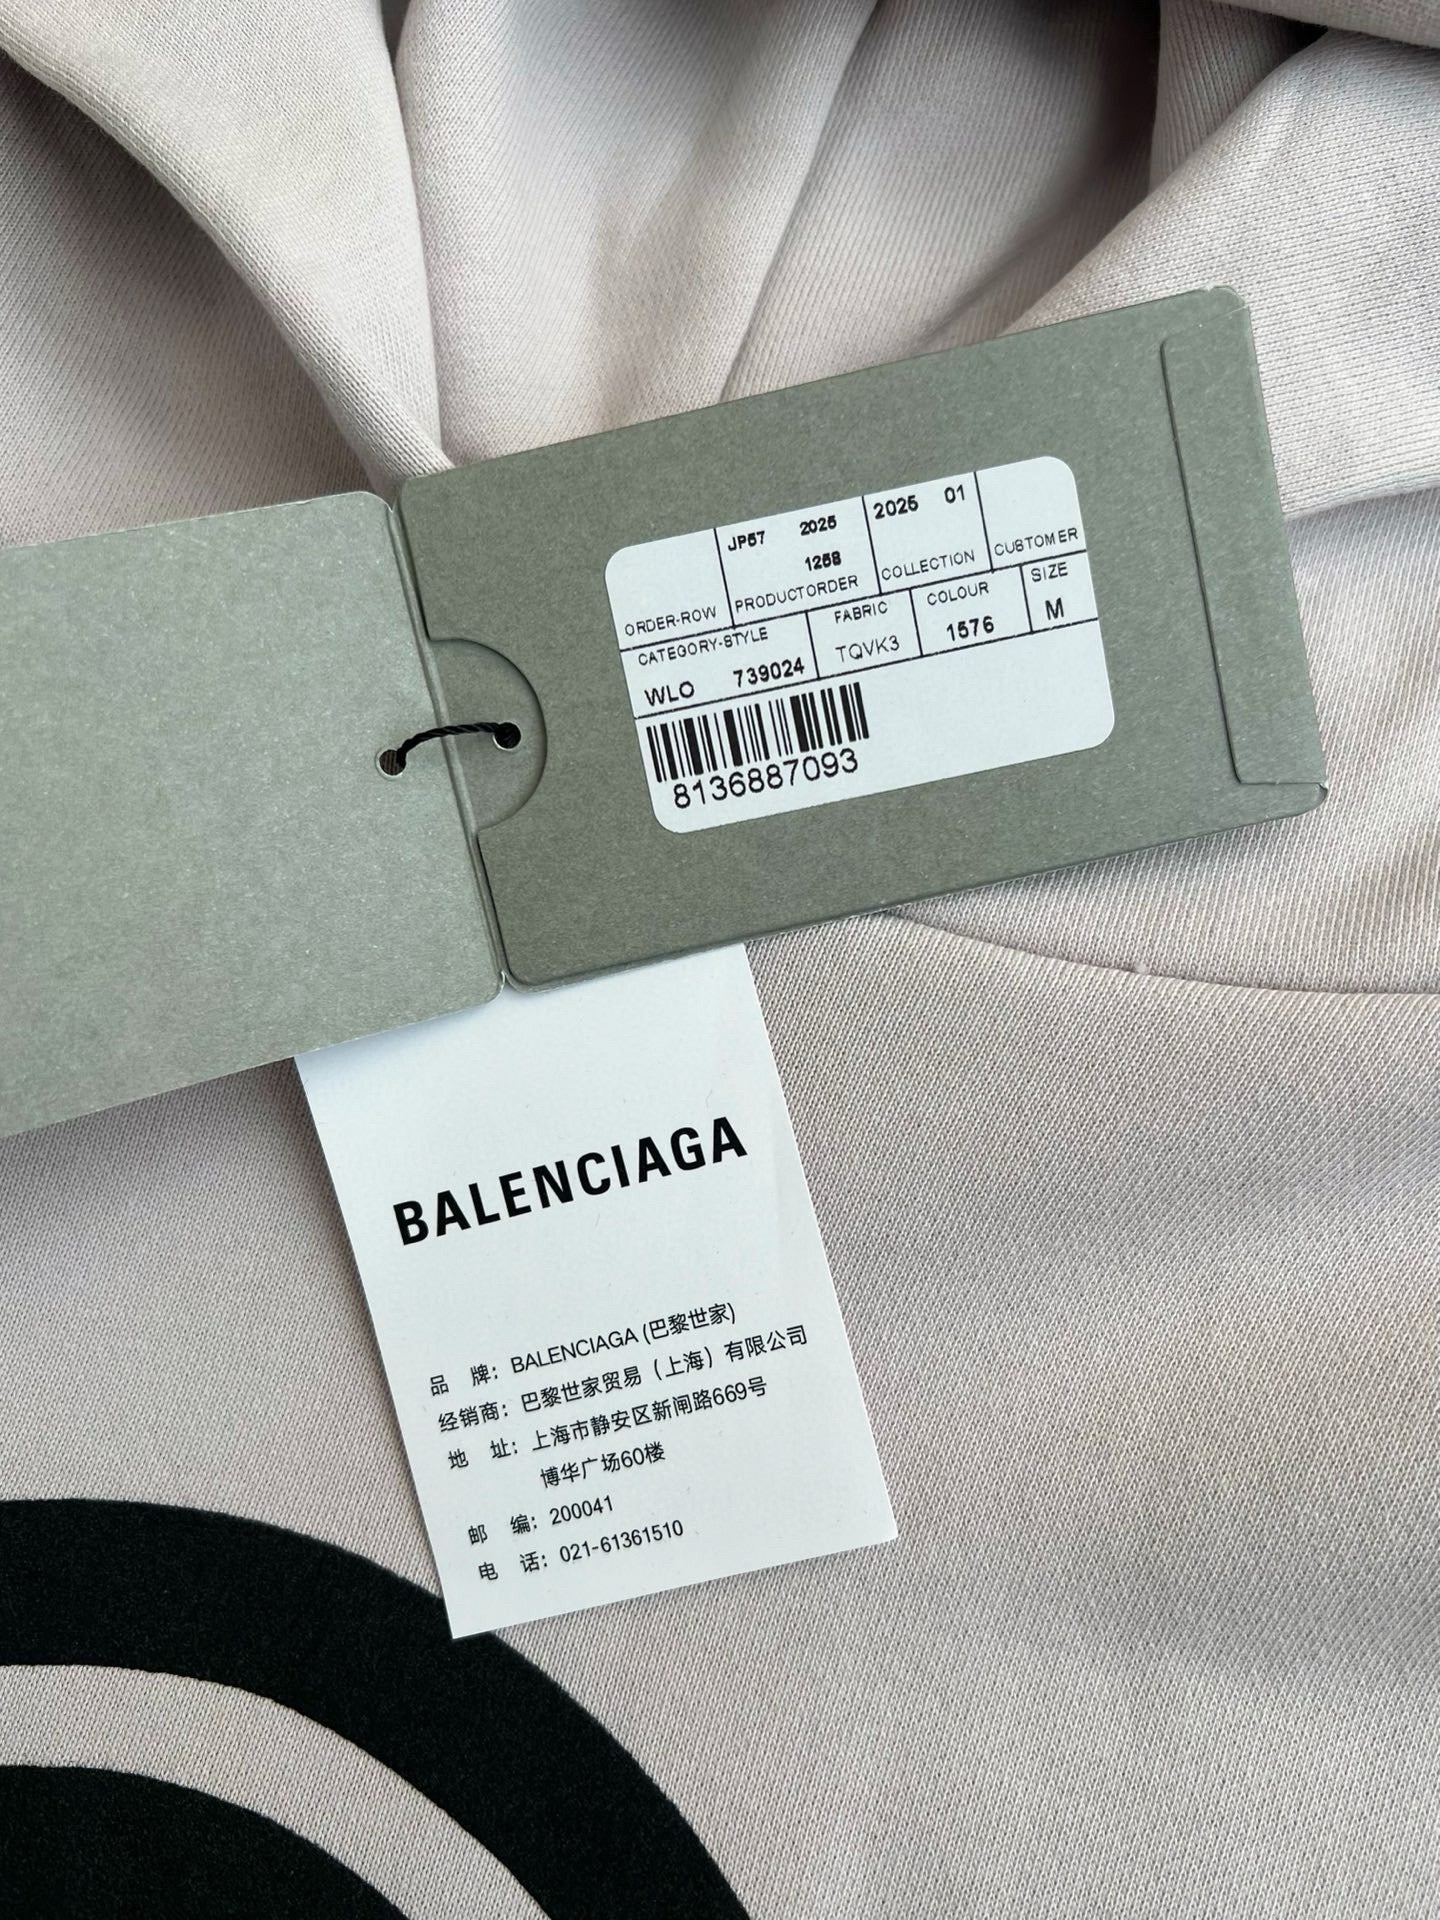 JP57 2025 2025 01
1258
ORDER-ROW PRODUCTORDER COLLECTION CUSTOMER
CATEGORY-STYLE FABRIC COLOUR SIZE
WLO 739024 TQVK3 1576 M
8136887093
BALENCIAGA
品 牌: BALENCIAGA (巴黎世家)
经销商: 巴黎世家贸易（上海）有限公司
地 址: 上海市静安区新闸路669号
博华广场60楼
邮 编: 200041
电 话: 021-61361510